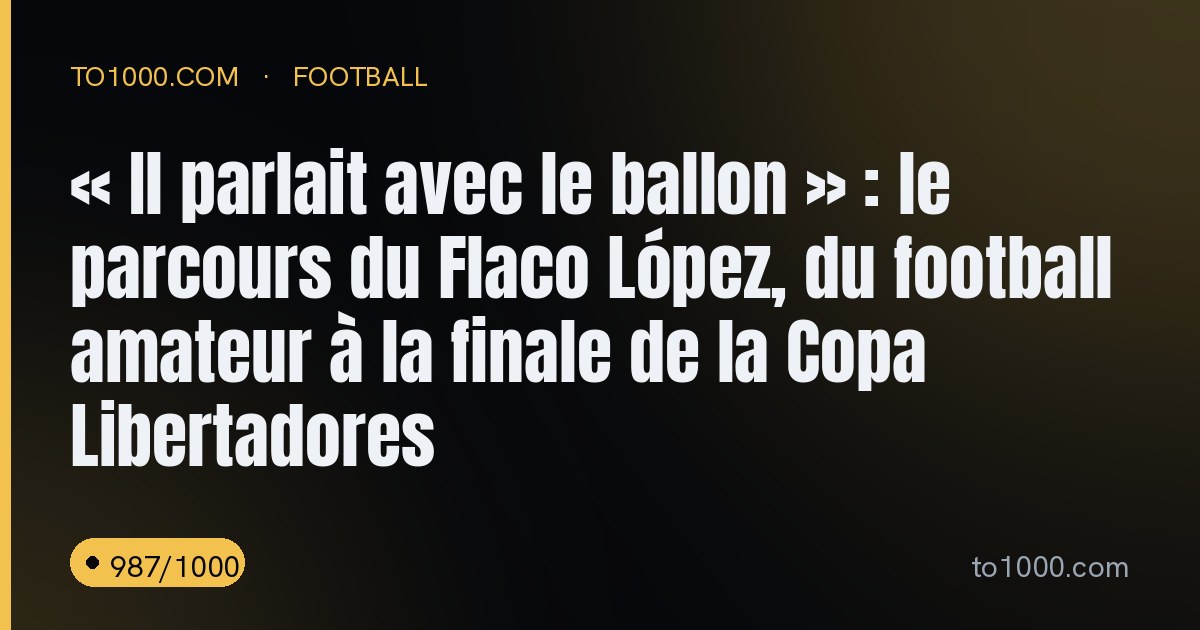 TO1000.COM · FOOTBALL
« Il parlait avec le ballon » : le
parcours du Flaco López, du football
amateur à la finale de la Copa
Libertadores
987/1000
to1000.com